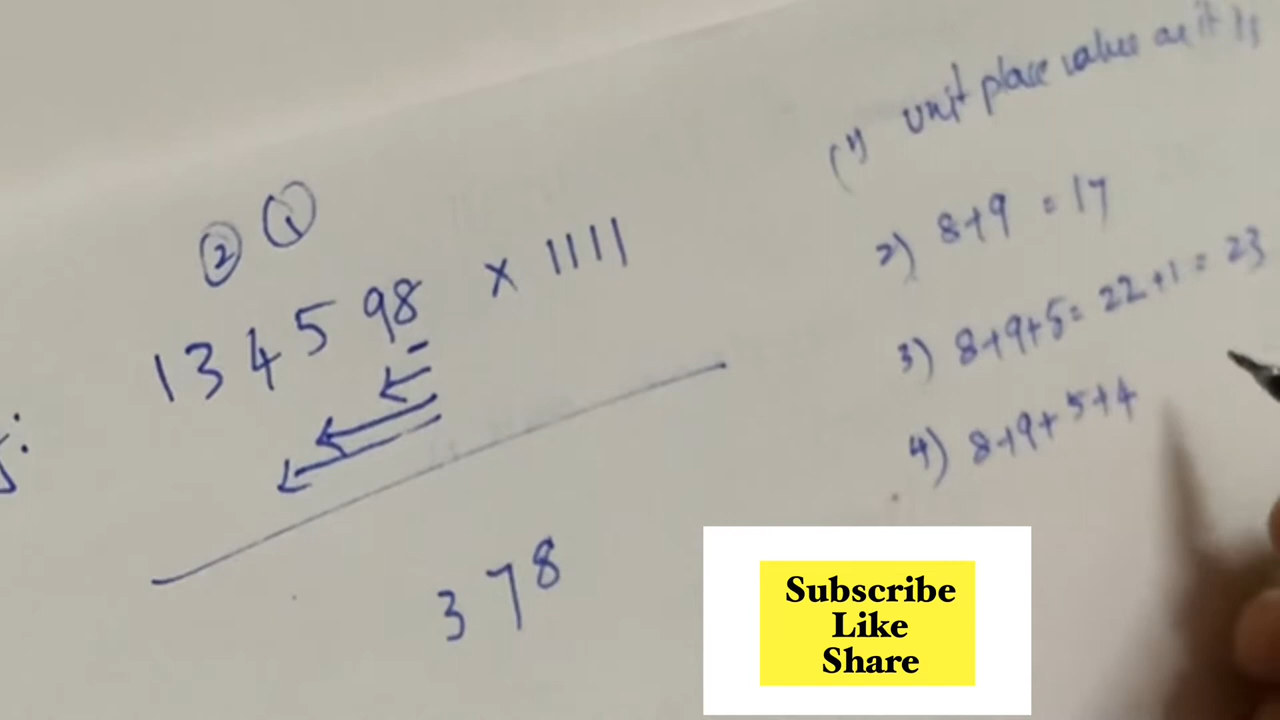 ② ①
134598 × 1111
378
(1) unit place value as it is
2) 8+9 = 17
3) 8+9+5= 22+1= 23
4) 8+9+5+4
Subscribe
Like
Share